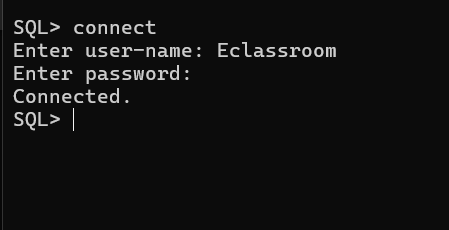 SQL> connect
Enter user-name: Eclassroom
Enter password:
Connected.
SQL>